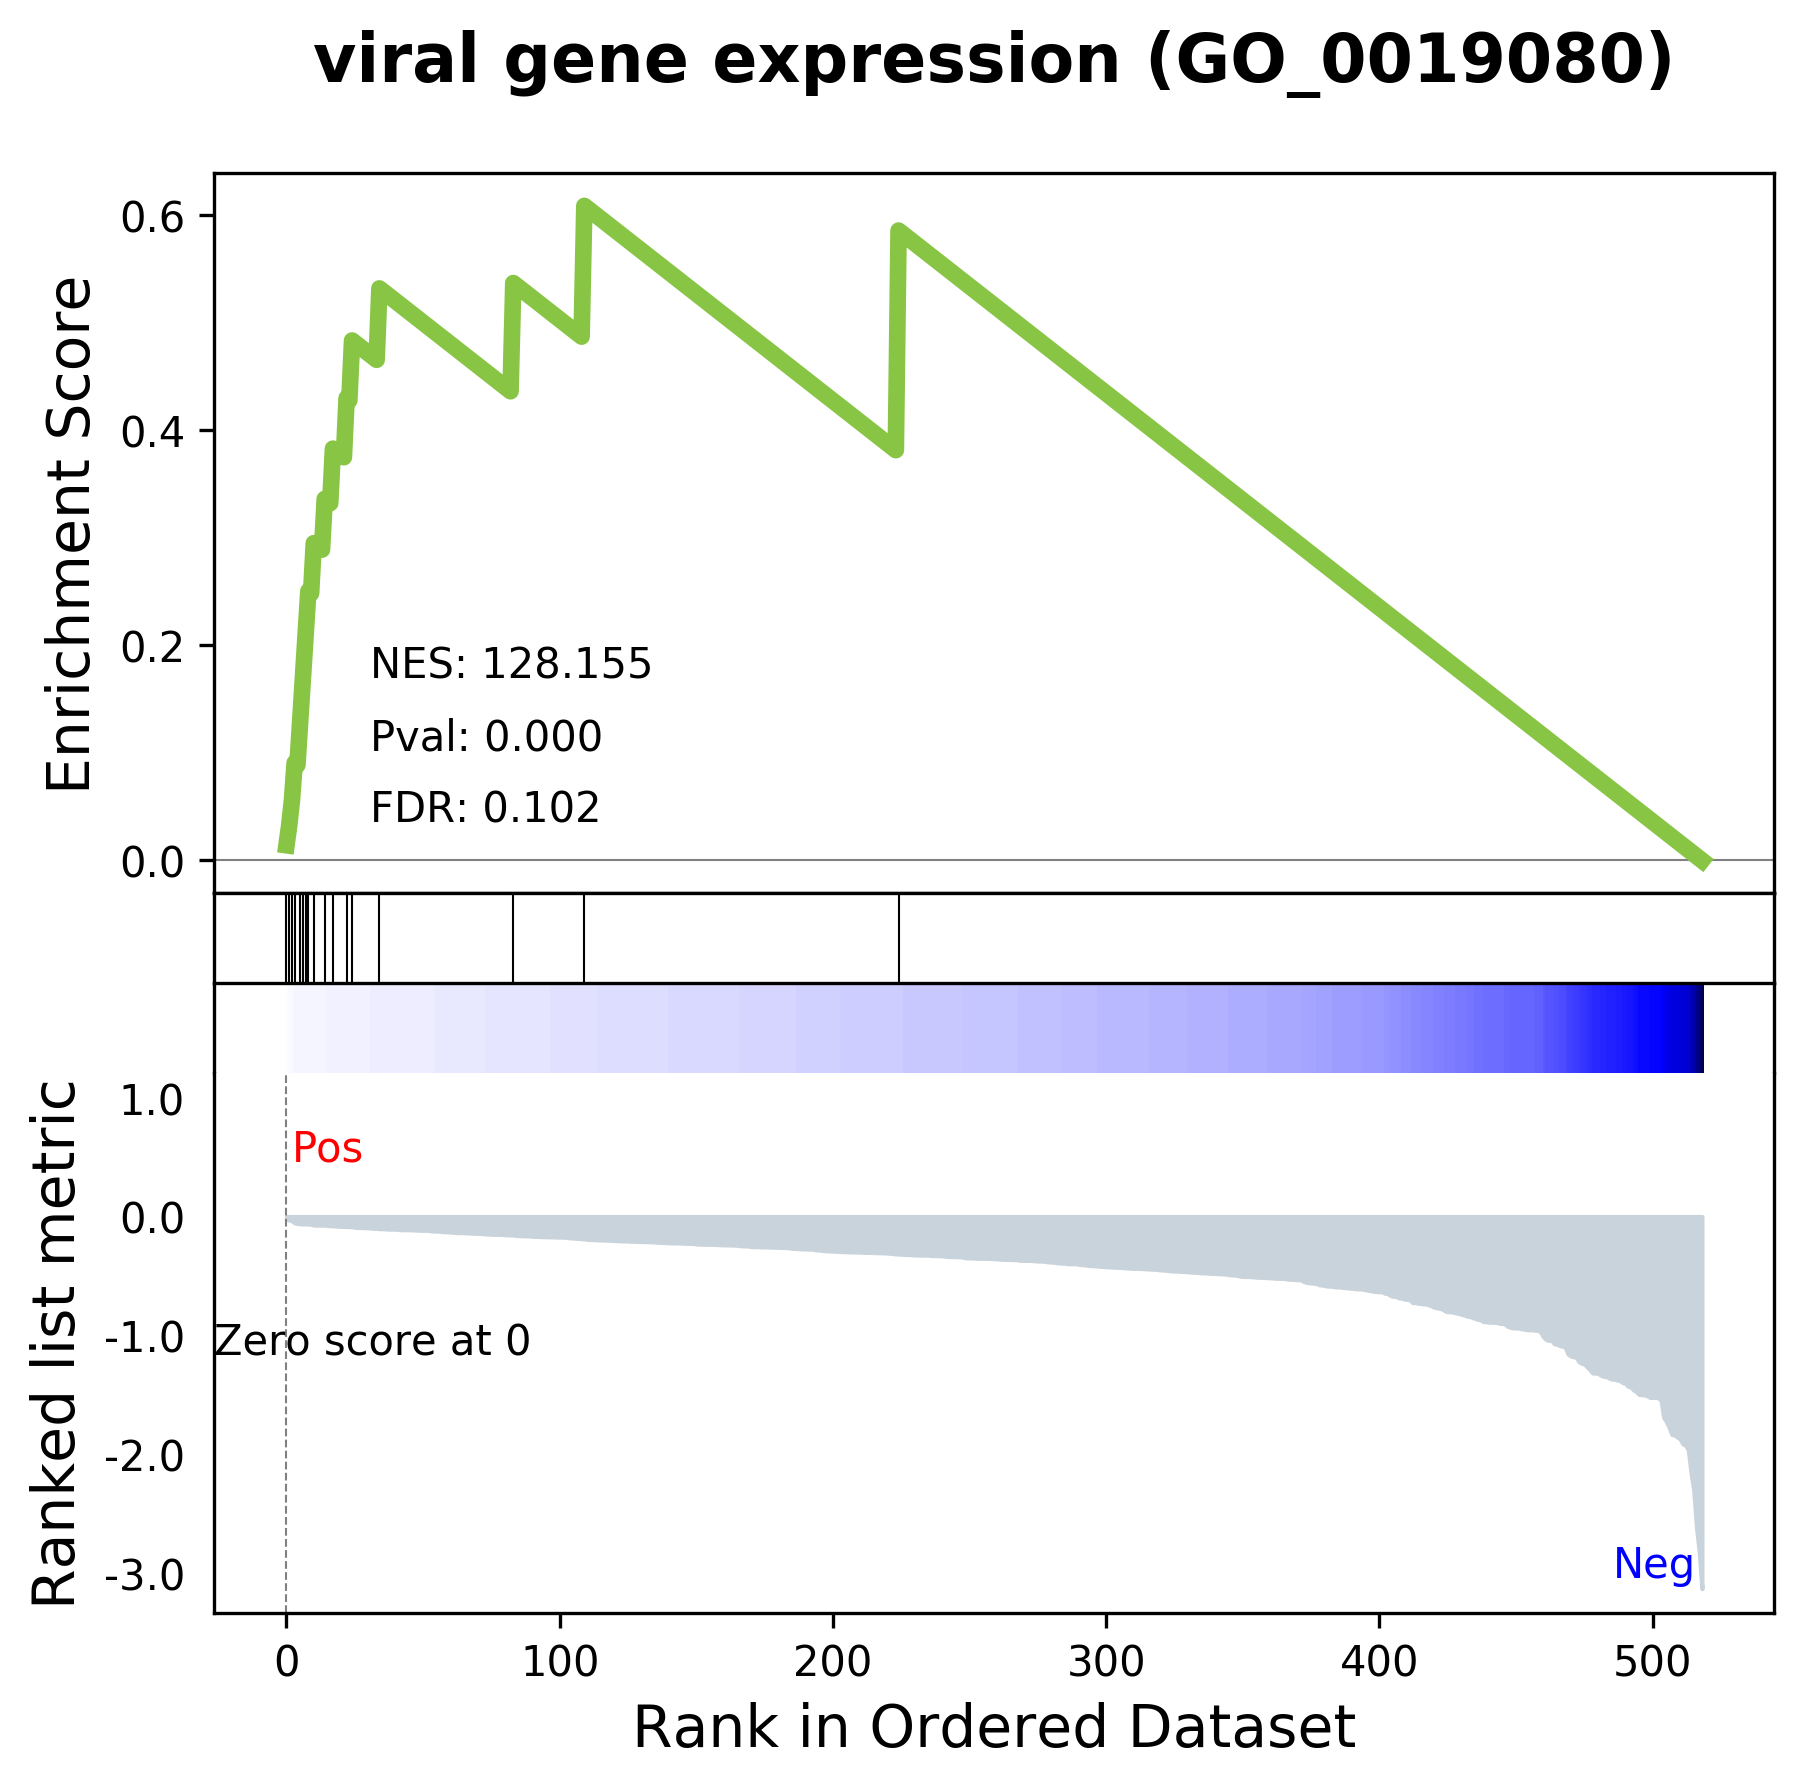 viral gene expression (GO_0019080)
Enrichment Score
0.6
0.4
0.2
0.0
NES: 128.155
Pval: 0.000
FDR: 0.102
Ranked list metric
1.0
0.0
-1.0
-2.0
-3.0
Pos
Zero score at 0
Neg
0 100 200 300 400 500
Rank in Ordered Dataset